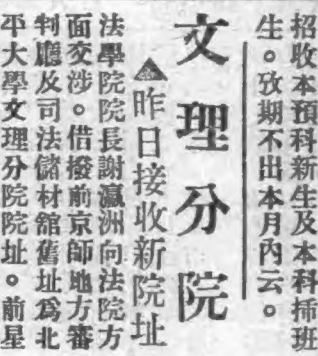 招收本預科新生及本科揷班
生。攷期不出本月內云。
文理分院
▲昨日接收新院址
法學院院長謝瀛洲向法院方
面交涉。借撥前京師地方審
判廳及司法儲材舘舊址爲北
平大學文理分院院址。前星